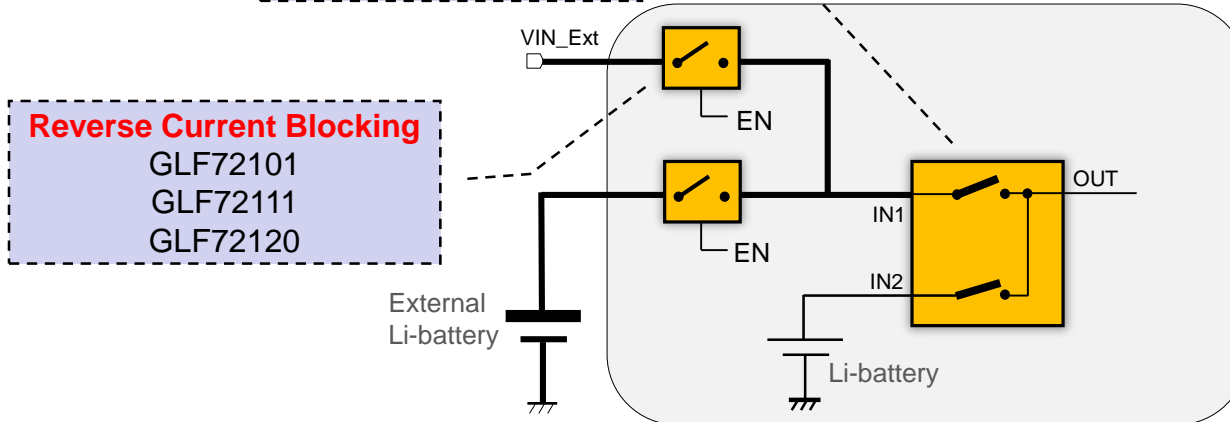 VIN_Ext
EN
Reverse Current Blocking
GLF72101
GLF72111
GLF72120
OUT
IN1
EN
IN2
External
Li-battery
Li-battery